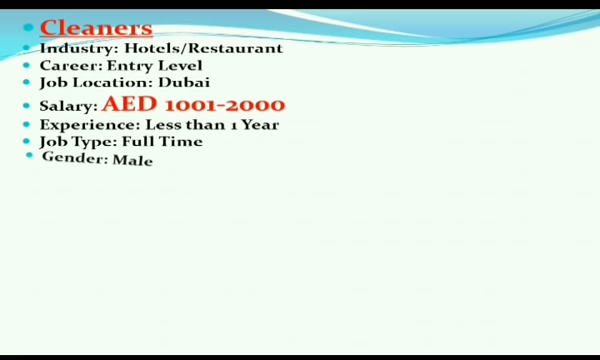 Cleaners
Industry: Hotels/Restaurant
Career: Entry Level
Job Location: Dubai
Salary: AED 1001-2000
Experience: Less than 1 Year
Job Type: Full Time
Gender: Male